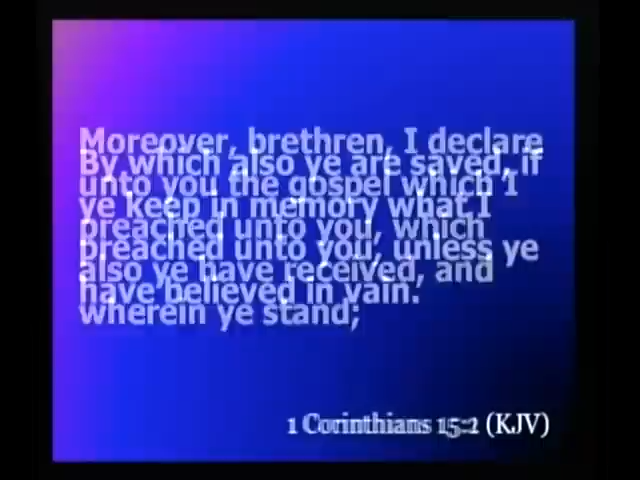 Moreover, brethren, I declare
By which also ye are saved, if
unto you the gospel which I
ye keep in memory what I
preached unto you, which
preached unto you, unless ye
also ye have received, and
have believed in vain.
wherein ye stand;
1 Corinthians 15:2 (KJV)